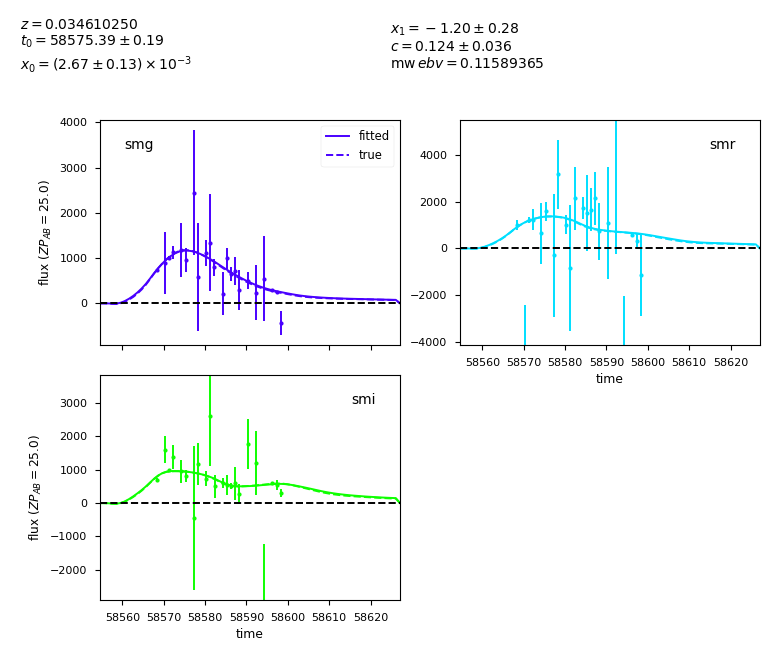 z = 0.034610250
t₀ = 58575.39 ± 0.19
x₀ = (2.67 ± 0.13) × 10⁻³
x₁ = −1.20 ± 0.28
c = 0.124 ± 0.036
mw ebv = 0.11589365
smg
fitted
true
4000
3000
2000
1000
0
flux (ZP_AB = 25.0)
smr
4000
2000
0
−2000
−4000
58560 58570 58580 58590 58600 58610 58620
time
smi
3000
2000
1000
0
−1000
−2000
flux (ZP_AB = 25.0)
58560 58570 58580 58590 58600 58610 58620
time